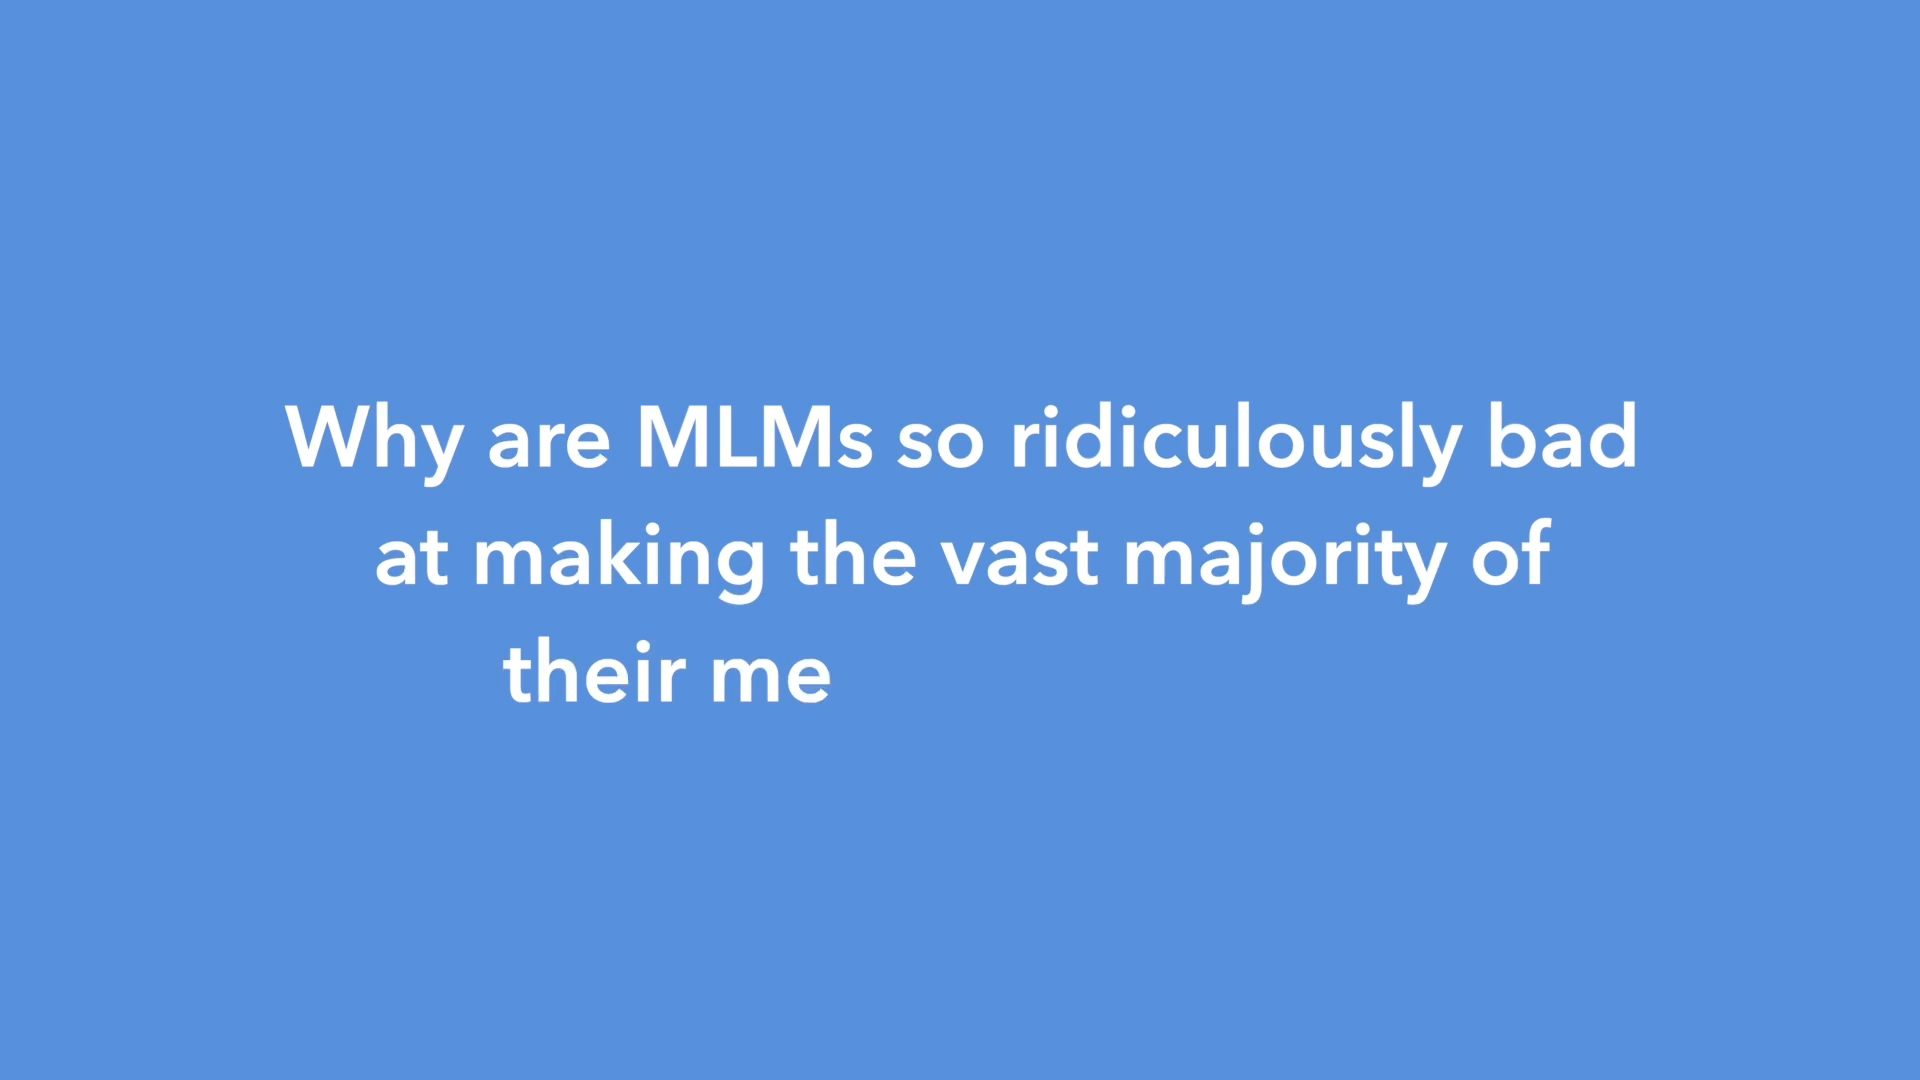 Why are MLMs so ridiculously bad
at making the vast majority of
their me